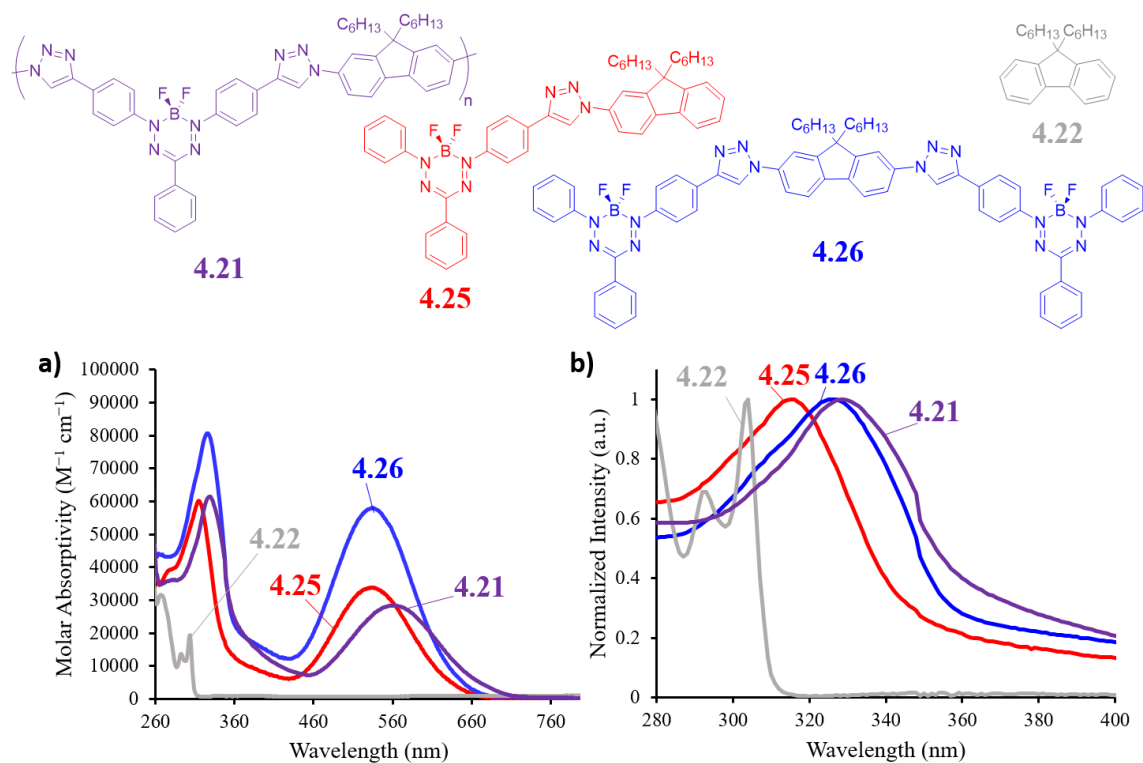 C6H13 C6H13
N N N
N N N
n
F F
B
N N
N N
4.21
C6H13 C6H13
N N N
F F
B
N N
N N
4.25
C6H13 C6H13
4.22
C6H13 C6H13
N N N
N N N
F F
B
N N
N N
F F
B
N N
N N
4.26
a)
100000
90000
80000
70000
60000
50000
40000
30000
20000
10000
0
Molar Absorptivity (M−1 cm−1)
4.26
4.22
4.25
4.21
260 360 460 560 660 760
Wavelength (nm)
b)
4.22 4.25 4.26
4.21
1
0.8
0.6
0.4
0.2
0
Normalized Intensity (a.u.)
280 300 320 340 360 380 400
Wavelength (nm)